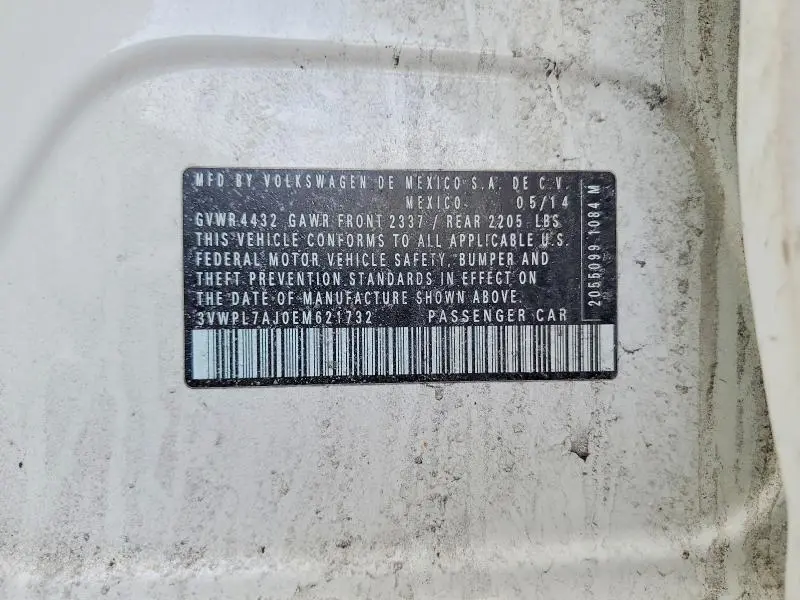 MFD BY VOLKSWAGEN DE MEXICO S.A. DE C.V.
MEXICO 05/14
GVWR 4432 GAWR FRONT 2337 / REAR 2205 LBS
THIS VEHICLE CONFORMS TO ALL APPLICABLE U.S.
FEDERAL MOTOR VEHICLE SAFETY, BUMPER AND
THEFT PREVENTION STANDARDS IN EFFECT ON
THE DATE OF MANUFACTURE SHOWN ABOVE.
3VWPL7AJ0EM621732 PASSENGER CAR
2055099 1084 M